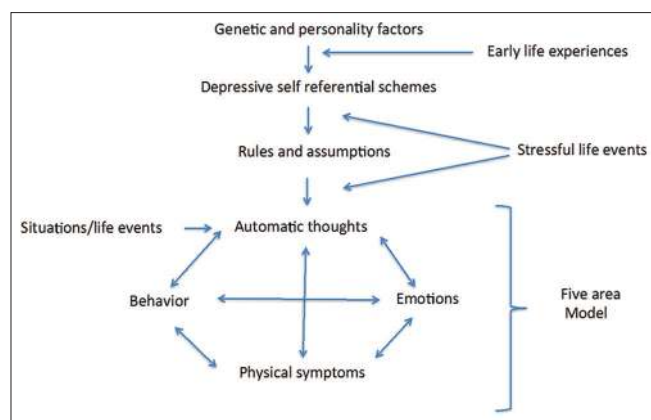 Genetic and personality factors
Early life experiences
Depressive self referential schemes
Rules and assumptions
Stressful life events
Situations/life events
Automatic thoughts
Behavior
Emotions
Five area
Model
Physical symptoms